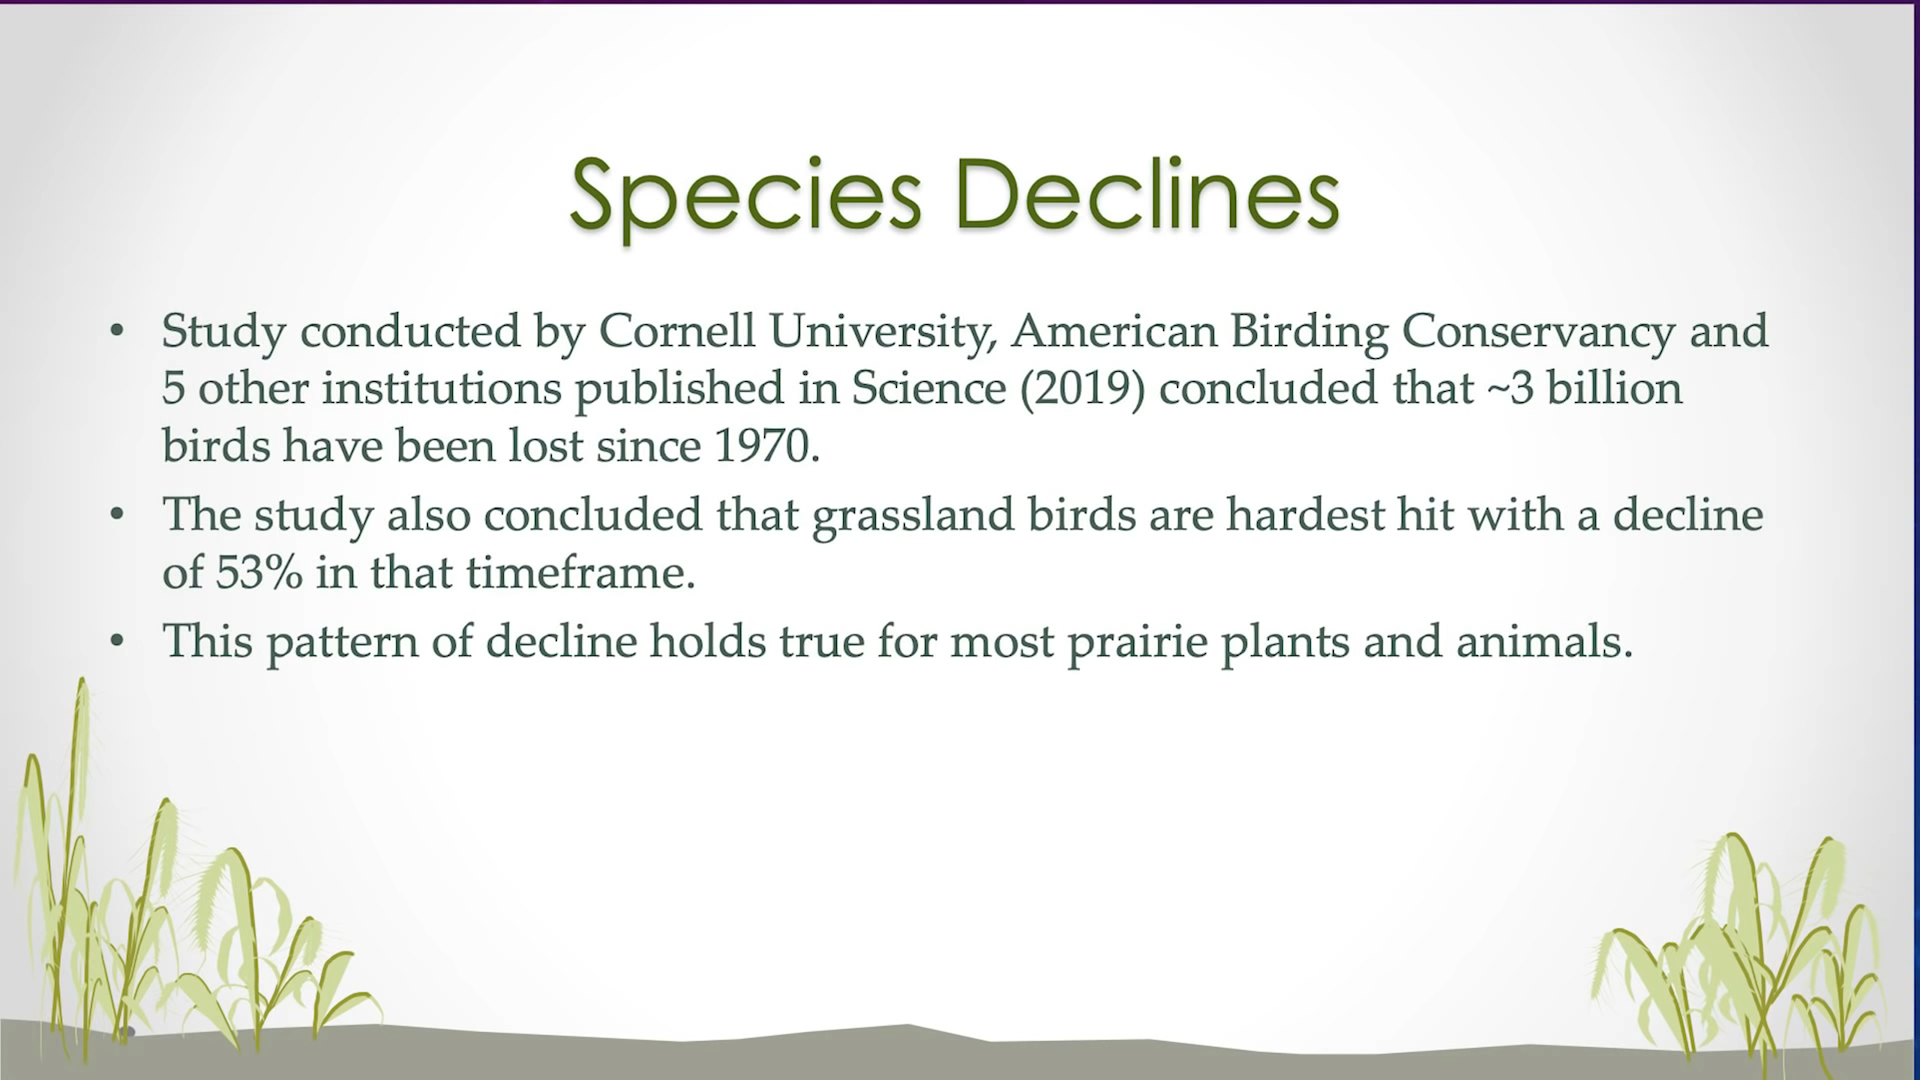 Species Declines
• Study conducted by Cornell University, American Birding Conservancy and
5 other institutions published in Science (2019) concluded that ~3 billion
birds have been lost since 1970.
• The study also concluded that grassland birds are hardest hit with a decline
of 53% in that timeframe.
• This pattern of decline holds true for most prairie plants and animals.